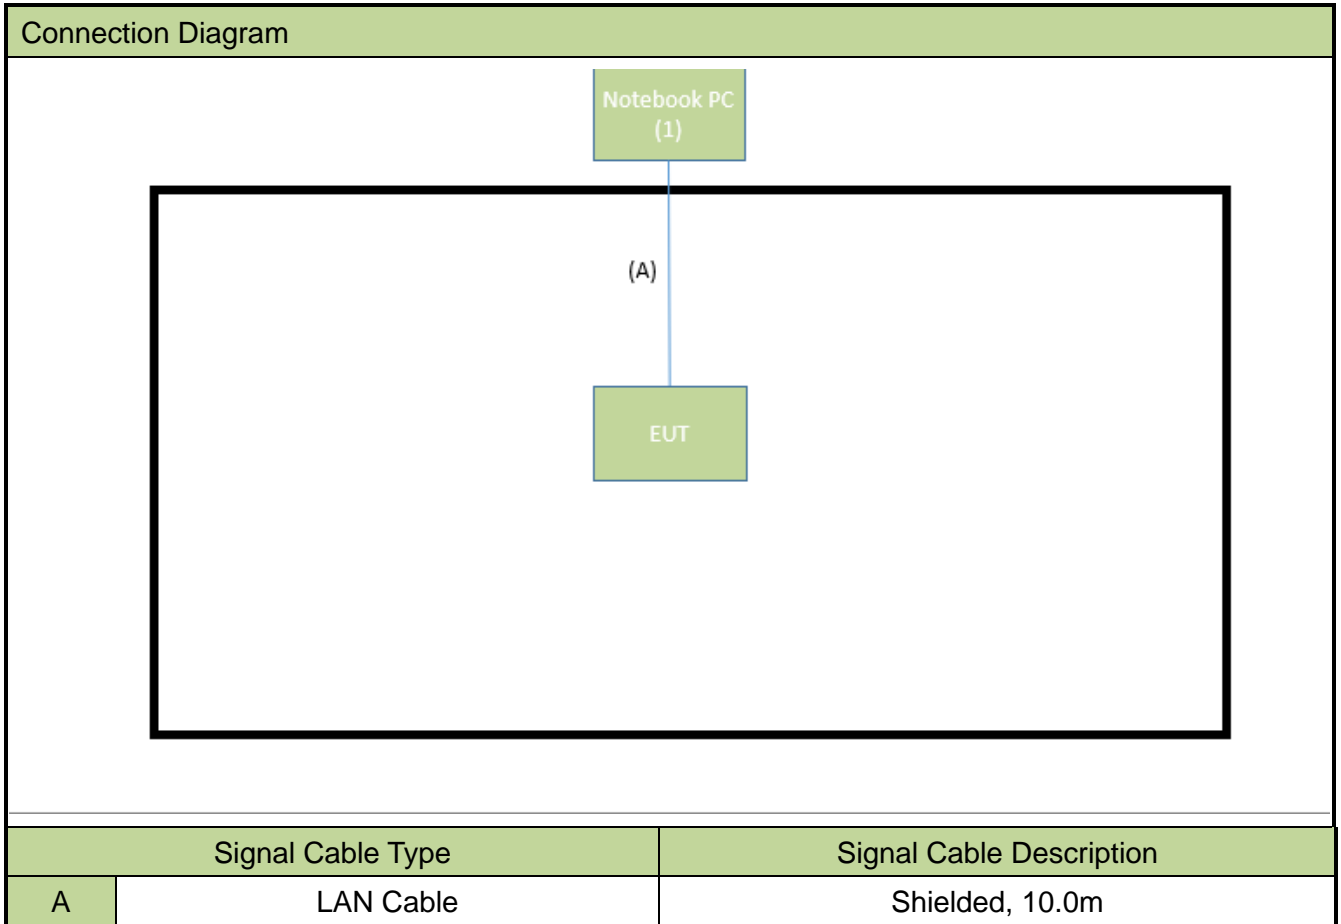 Connection Diagram
Notebook PC
(1)
(A)
EUT
Signal Cable Type Signal Cable Description
A LAN Cable Shielded, 10.0m